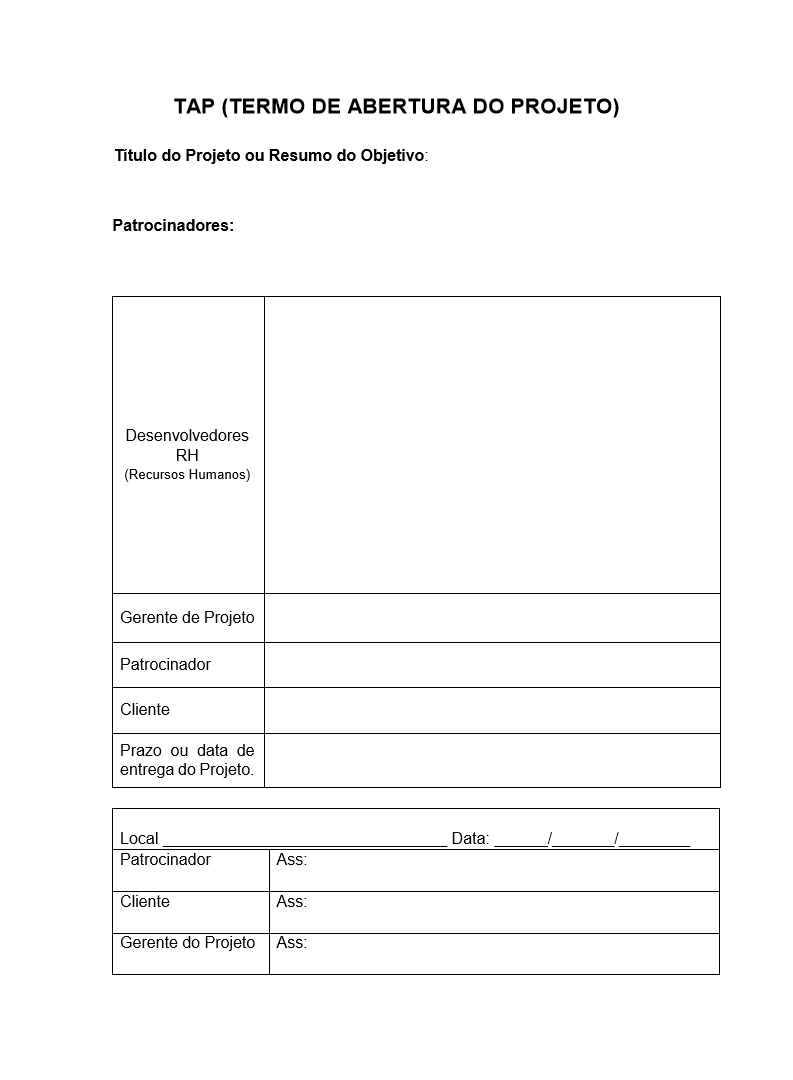 TAP (TERMO DE ABERTURA DO PROJETO)
Título do Projeto ou Resumo do Objetivo:
Patrocinadores:
Desenvolvedores
RH
(Recursos Humanos)
Gerente de Projeto
Patrocinador
Cliente
Prazo ou data de
entrega do Projeto.
Local ________________________________ Data: ______/_______/________
Patrocinador Ass:
Cliente Ass:
Gerente do Projeto Ass: